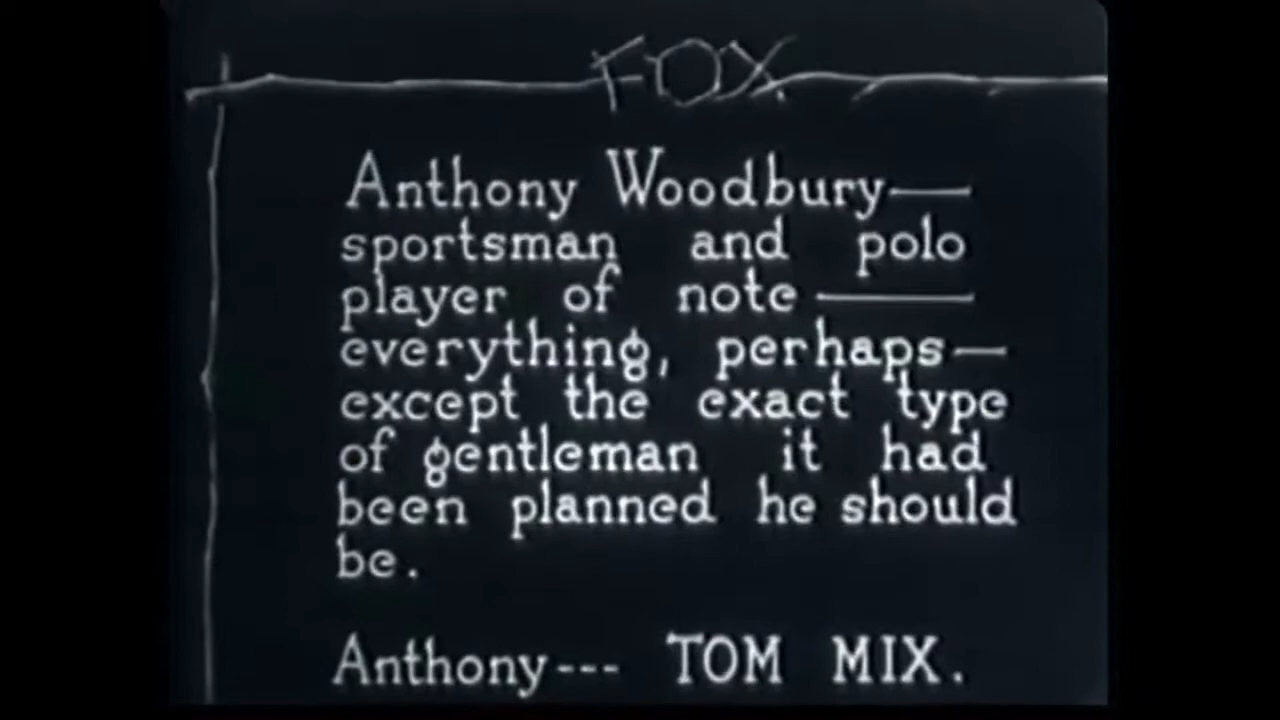 FOX
Anthony Woodbury—
sportsman and polo
player of note ——
everything, perhaps—
except the exact type
of gentleman it had
been planned he should
be.
Anthony--- TOM MIX.